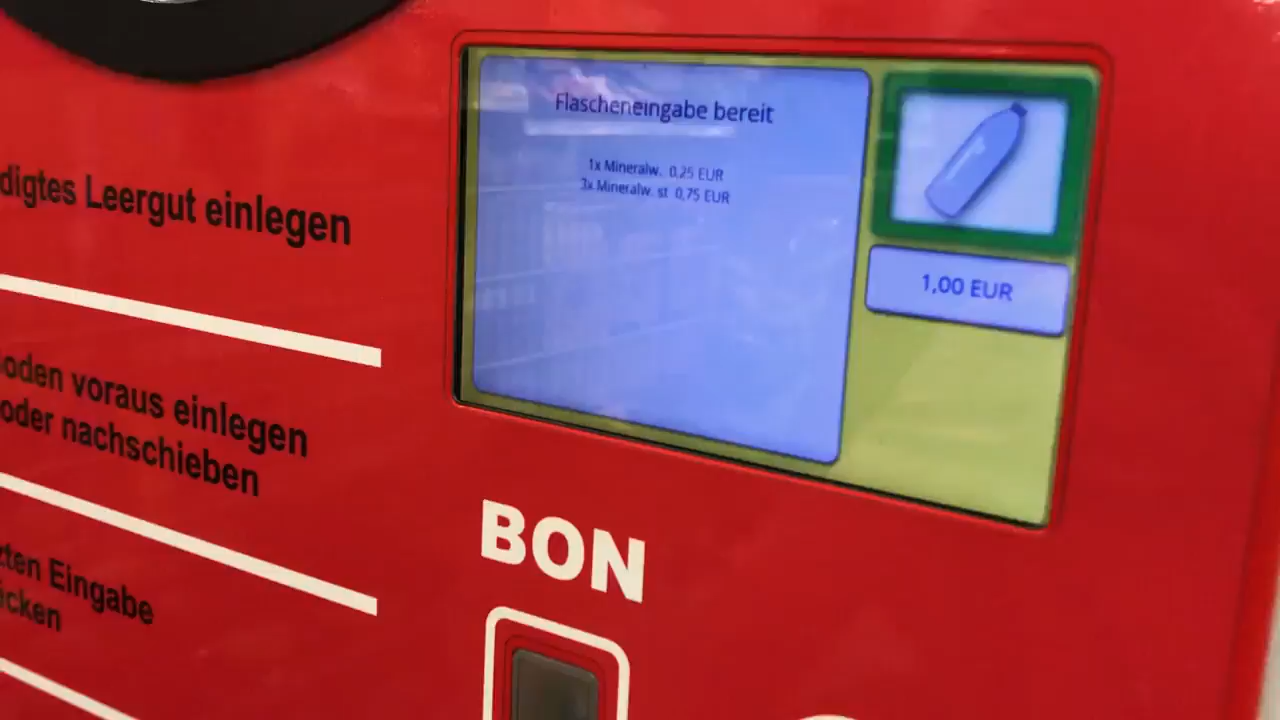 Flascheneingabe bereit
1x Mineralw. 0,25 EUR
3x Mineralw. st 0,75 EUR
1,00 EUR
digtes Leergut einlegen
oden voraus einlegen
oder nachschieben
zten Eingabe
cken
BON